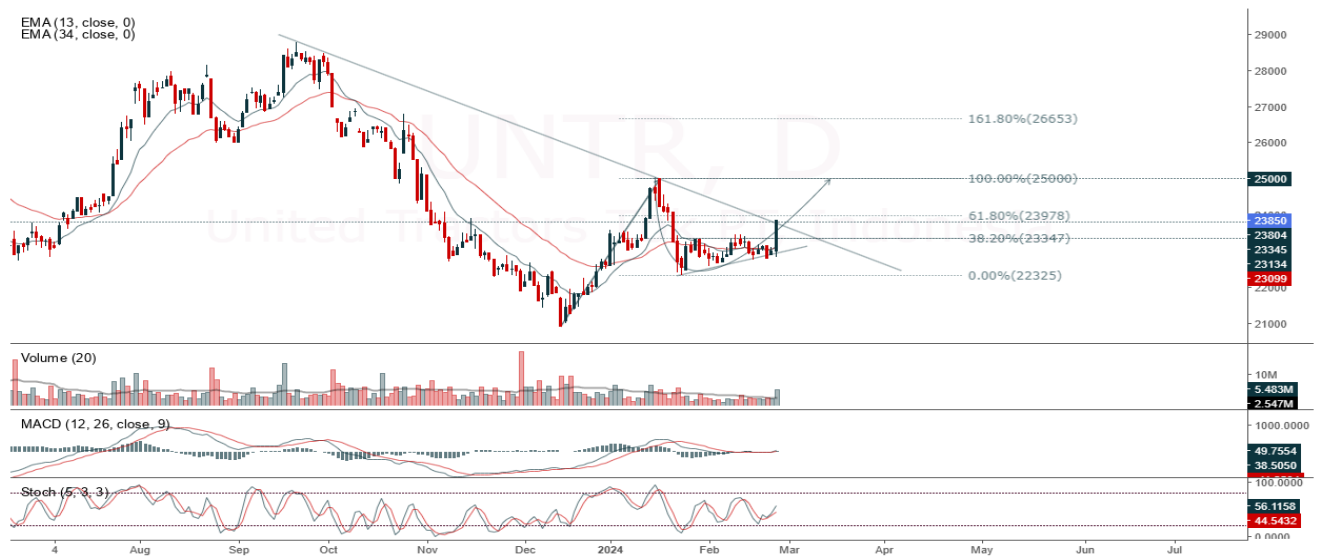 EMA (13, close, 0)
EMA (34, close, 0)
UNTR, D
United Tractors
29000
28000
27000
26000
25000
23850
23804
23345
23134
23099
22000
21000
161.80%(26653)
100.00%(25000)
61.80%(23978)
38.20%(23347)
0.00%(22325)
Volume (20)
10M
5.483M
2.547M
MACD (12, 26, close, 9)
1000.0000
49.7554
38.5050
Stoch (5, 3, 3)
100.0000
56.1158
44.5432
0.0000
4 Aug Sep Oct Nov Dec 2024 Feb Mar Apr May Jun Jul